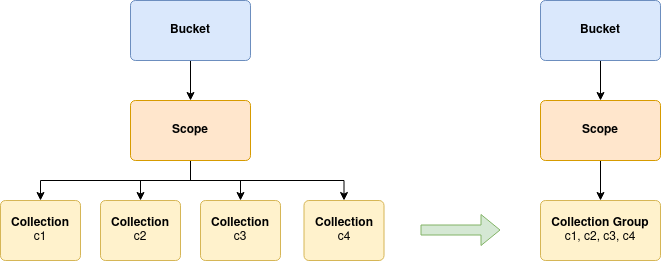 Bucket
Scope
Collection
c1
Collection
c2
Collection
c3
Collection
c4
Bucket
Scope
Collection Group
c1, c2, c3, c4